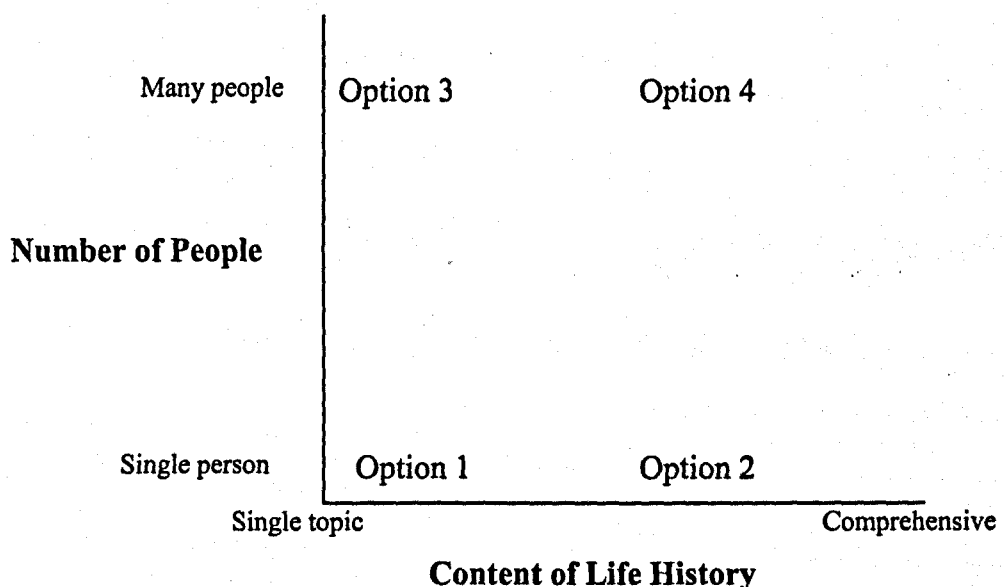 Many people Option 3 Option 4
Number of People
Single person Option 1 Option 2
Single topic Comprehensive
Content of Life History